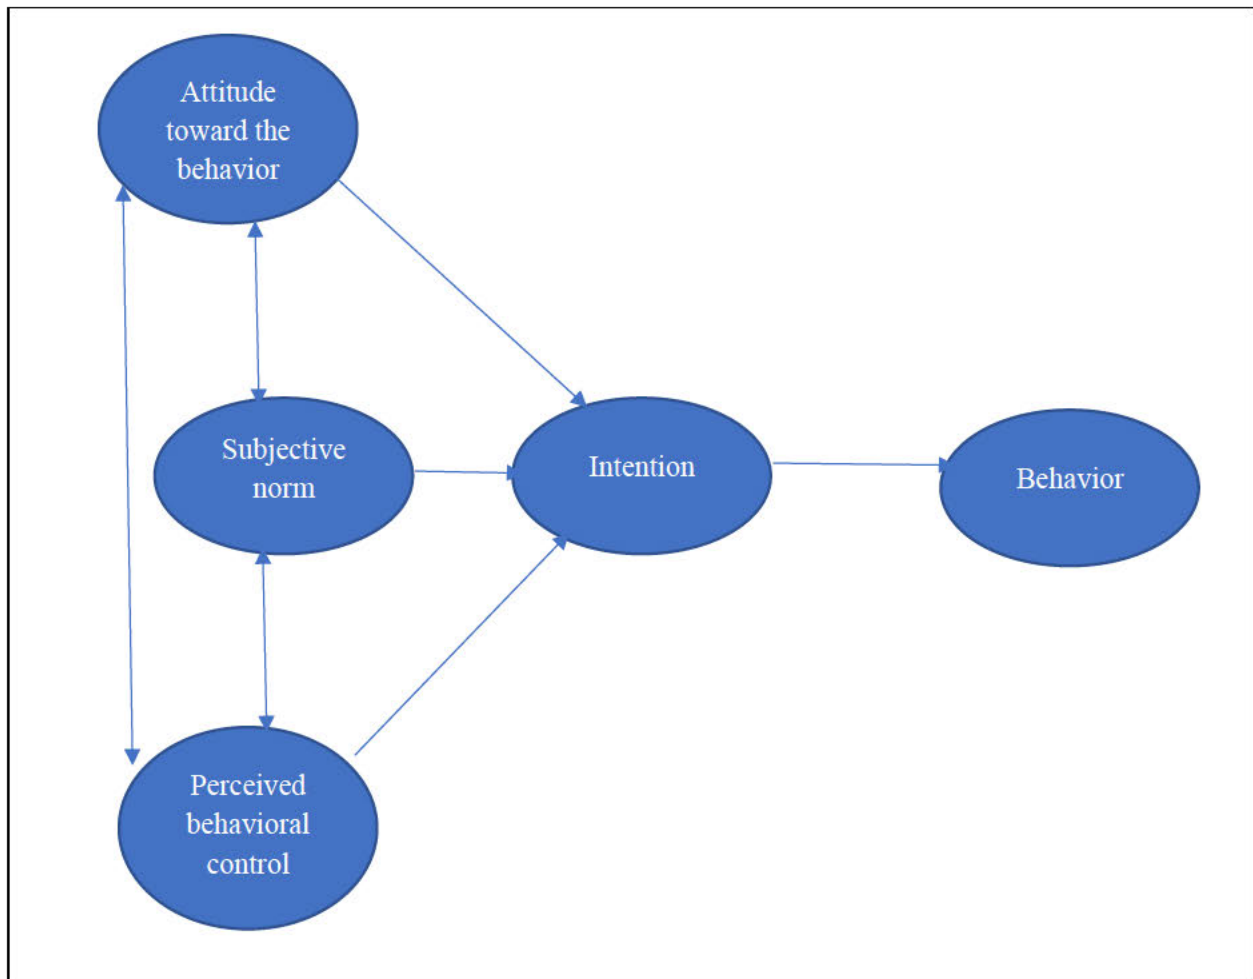 Attitude
toward the
behavior
Subjective
norm
Intention
Behavior
Perceived
behavioral
control